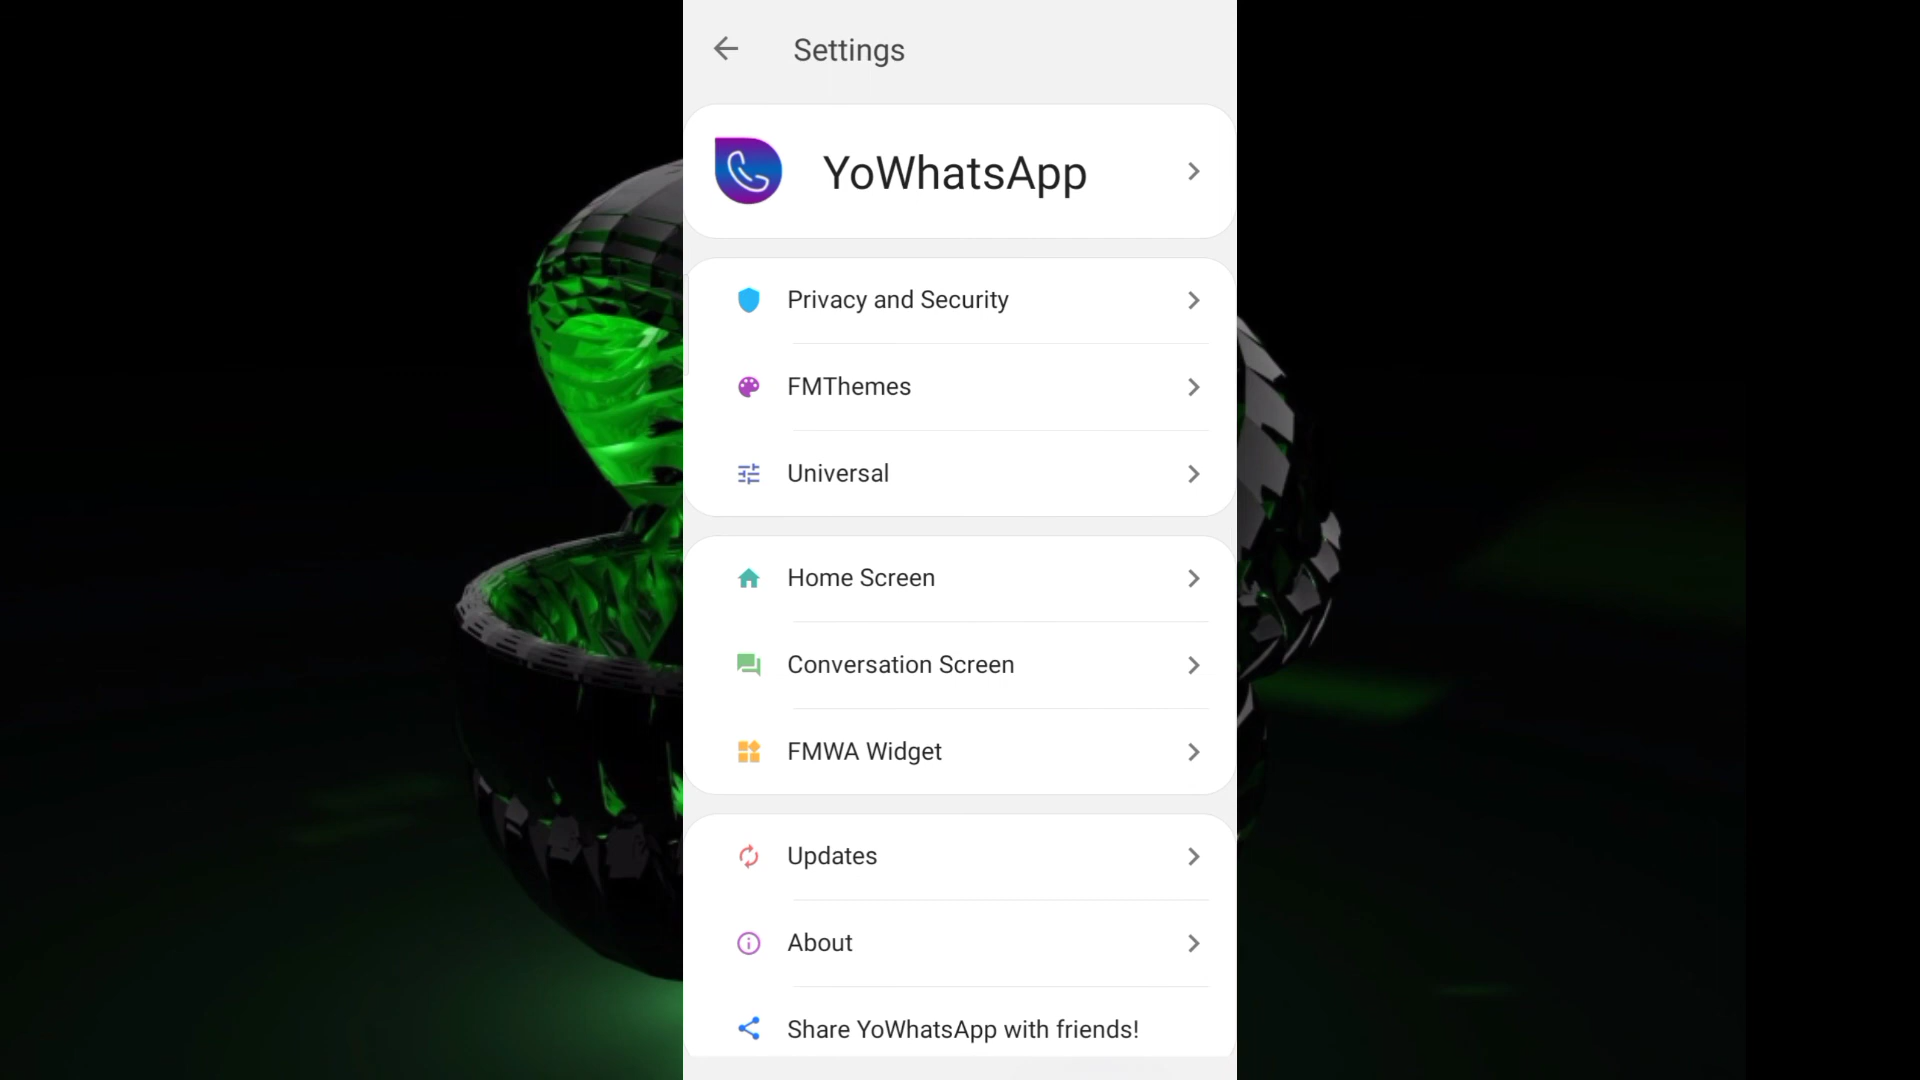 Settings
YoWhatsApp
Privacy and Security
FMThemes
Universal
Home Screen
Conversation Screen
FMWA Widget
Updates
About
Share YoWhatsApp with friends!